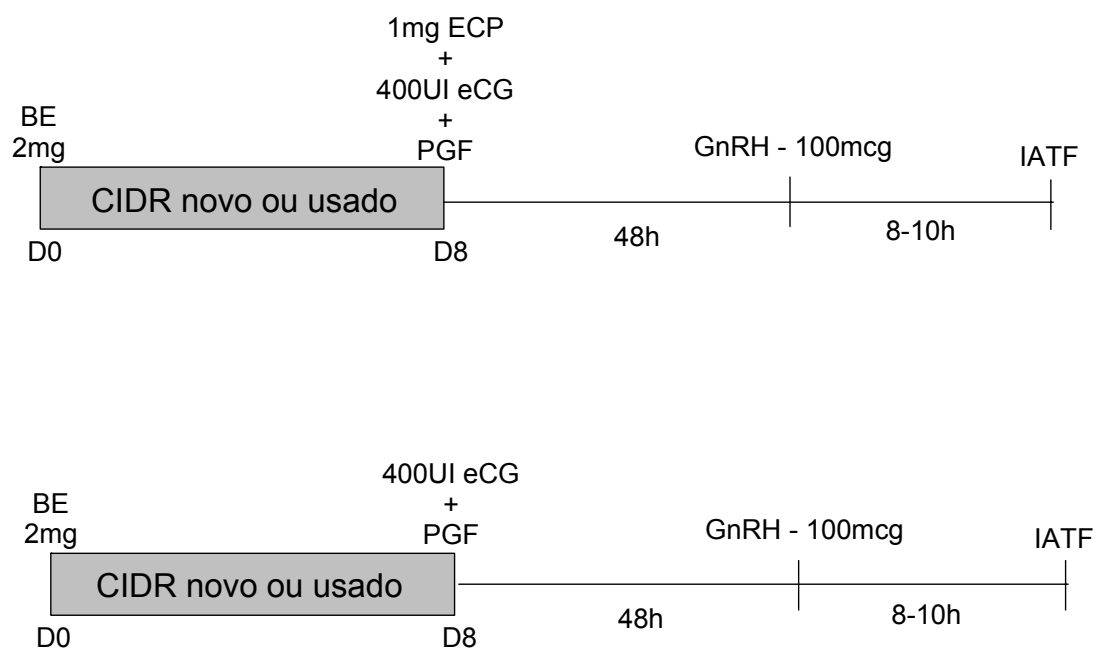 1mg ECP
+
400UI eCG
+
PGF
BE
2mg
GnRH - 100mcg
IATF
CIDR novo ou usado
D0
D8
48h
8-10h
400UI eCG
+
PGF
BE
2mg
GnRH - 100mcg
IATF
CIDR novo ou usado
D0
D8
48h
8-10h